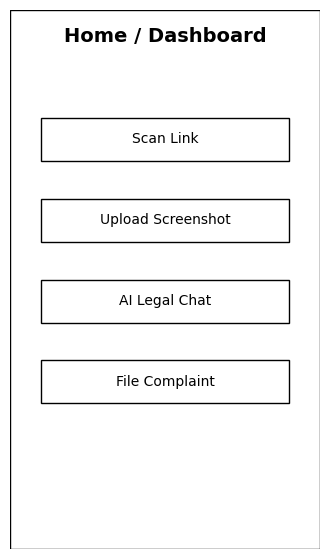 Home / Dashboard
Scan Link
Upload Screenshot
AI Legal Chat
File Complaint